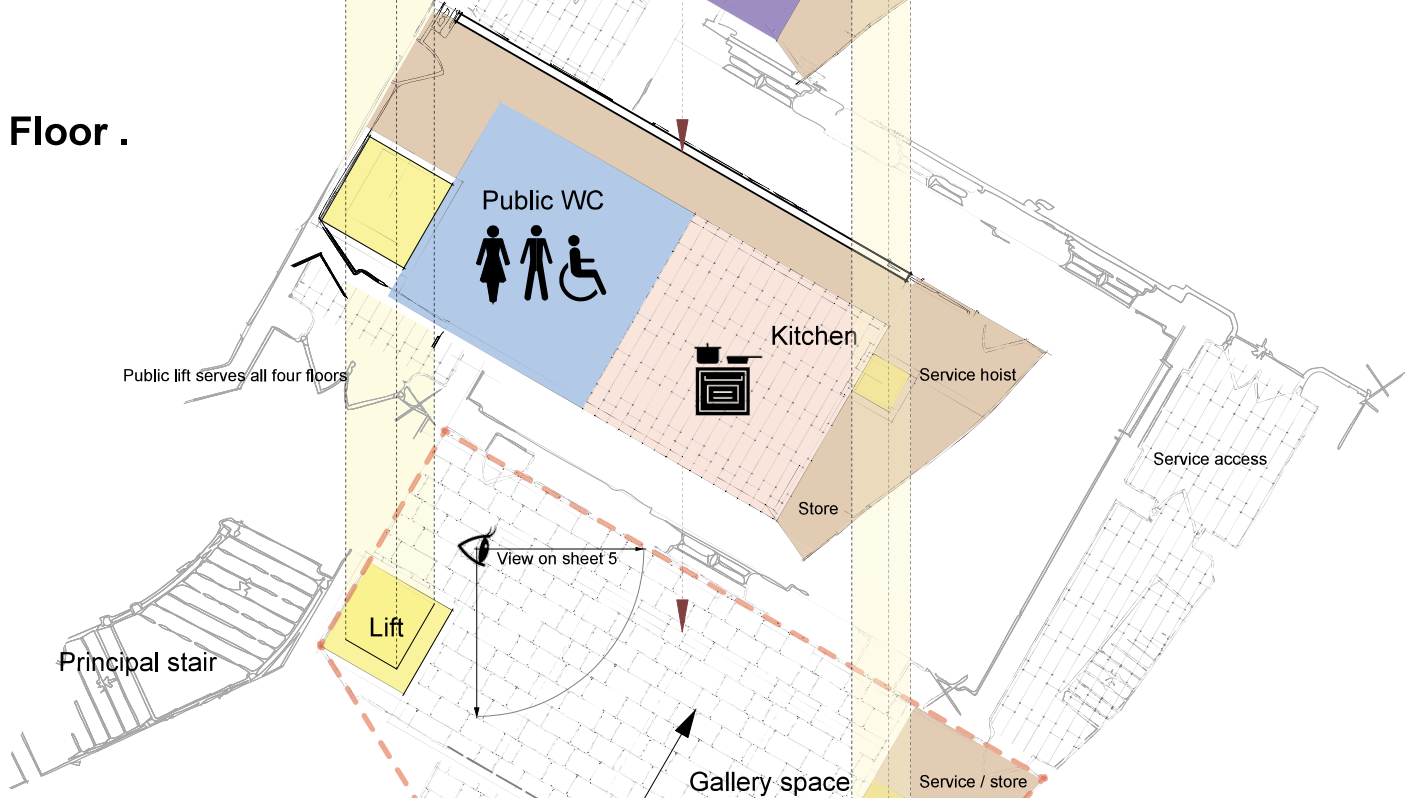 Floor .
Public WC
Kitchen
Public lift serves all four floors
Service hoist
Service access
Store
View on sheet 5
Lift
Principal stair
Gallery space
Service / store